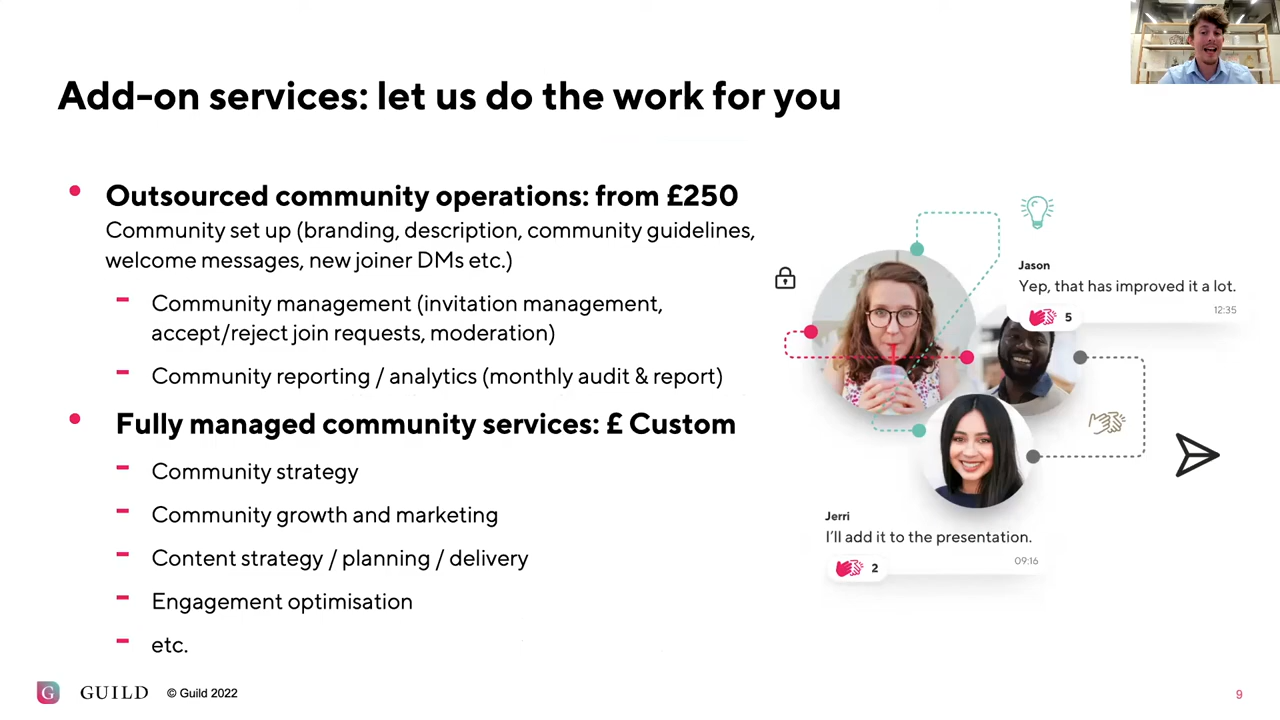 Add-on services: let us do the work for you
Outsourced community operations: from £250
Community set up (branding, description, community guidelines,
welcome messages, new joiner DMs etc.)
Community management (invitation management,
accept/reject join requests, moderation)
Community reporting / analytics (monthly audit & report)
Fully managed community services: £ Custom
Community strategy
Community growth and marketing
Content strategy / planning / delivery
Engagement optimisation
etc.
Jason
Yep, that has improved it a lot.
12:35
5
Jerri
I'll add it to the presentation.
09:16
2
G GUILD © Guild 2022
9